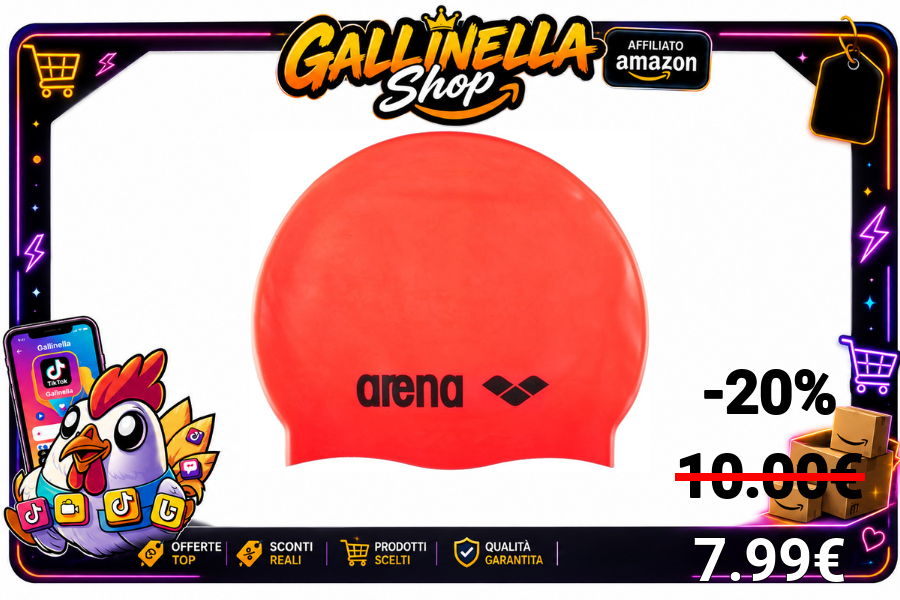 GALLINELLA
Shop
AFFILIATO
amazon
Gallinella
TikTok
Gallinella
arena
-20%
10.00€
7.99€
OFFERTE
TOP
SCONTI
REALI
PRODOTTI
SCELTI
QUALITÀ
GARANTITA